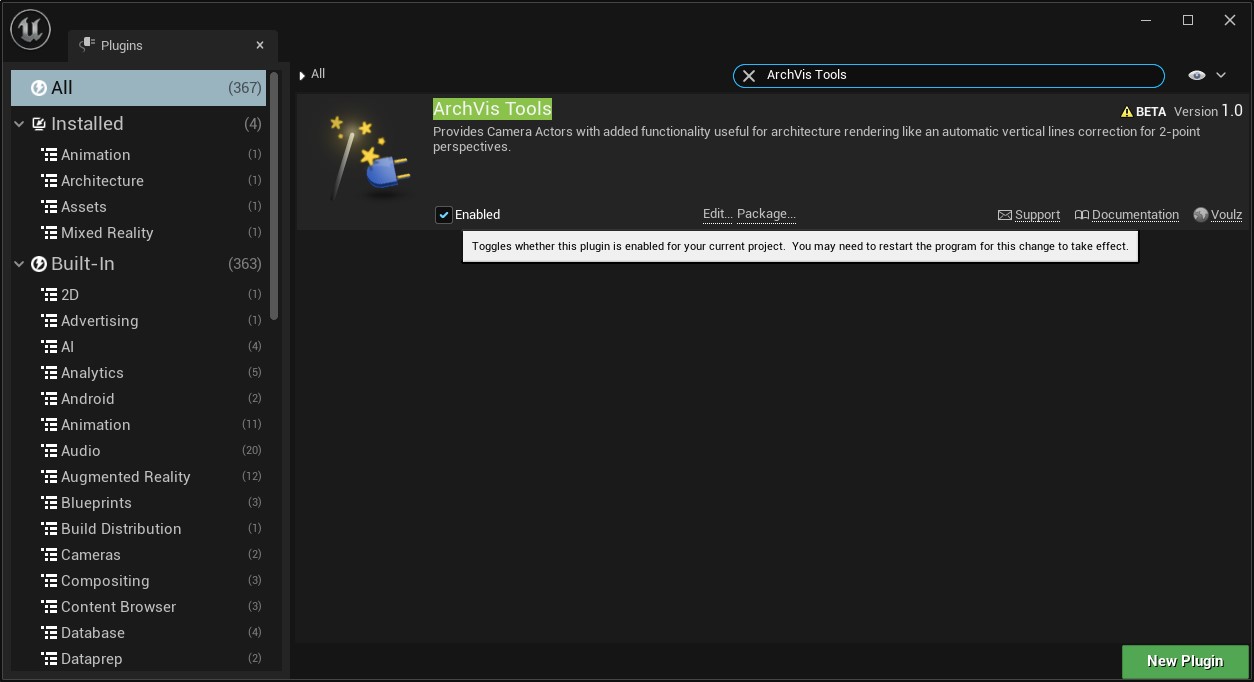 Plugins
All (367)
Installed (4)
Animation (1)
Architecture (1)
Assets (1)
Mixed Reality (1)
Built-In (363)
2D (1)
Advertising (1)
AI (4)
Analytics (5)
Android (2)
Animation (11)
Audio (20)
Augmented Reality (12)
Blueprints (3)
Build Distribution (1)
Cameras (2)
Compositing (3)
Content Browser (3)
Database (4)
Dataprep (2)
All
ArchVis Tools
ArchVis Tools
BETA Version 1.0
Provides Camera Actors with added functionality useful for architecture rendering like an automatic vertical lines correction for 2-point
perspectives.
Enabled
Edit... Package...
Support Documentation Voulz
Toggles whether this plugin is enabled for your current project. You may need to restart the program for this change to take effect.
New Plugin